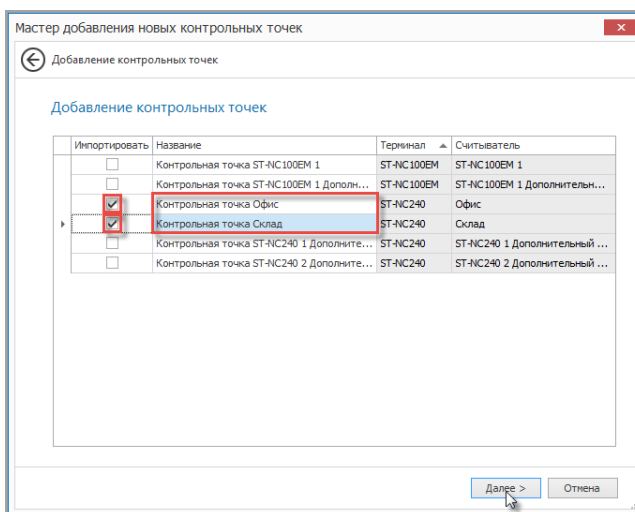 Мастер добавления новых контрольных точек
Добавление контрольных точек
Добавление контрольных точек
Импортировать Название Терминал Считыватель
Контрольная точка ST-NC100EM 1 ST-NC100EM ST-NC100EM 1
Контрольная точка ST-NC100EM 1 Дополн... ST-NC100EM ST-NC100EM 1 Дополнительн...
Контрольная точка Офис ST-NC240 Офис
Контрольная точка Склад ST-NC240 Склад
Контрольная точка ST-NC240 1 Дополните... ST-NC240 ST-NC240 1 Дополнительный ...
Контрольная точка ST-NC240 2 Дополните... ST-NC240 ST-NC240 2 Дополнительный ...
Далее > Отмена